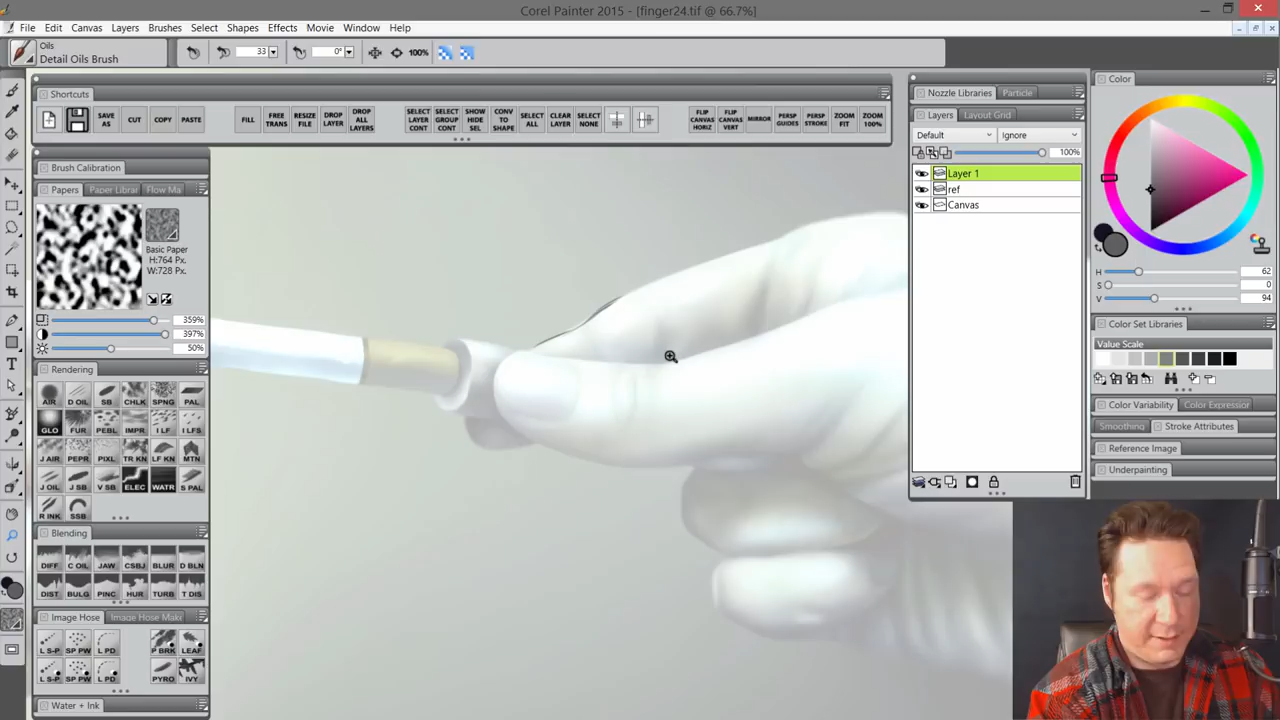 Corel Painter 2015 - [finger24.tif @ 66.7%]
File Edit Canvas Layers Brushes Select Shapes Effects Movie Window Help
Oils
Detail Oils Brush
33
0°
100%
Shortcuts
SAVE AS
CUT
COPY
PASTE
FILL
FREE TRANS
RESIZE FILE
DROP LAYER
DROP ALL LAYERS
SELECT LAYER CONT
SELECT GROUP CONT
SHOW HIDE SEL
CONV TO SHAPE
SELECT ALL
CLEAR LAYER
SELECT NONE
FLIP CANVAS HORIZ
FLIP CANVAS VERT
MIRROR
PERSP GUIDES
PERSP STROKE
ZOOM FIT
ZOOM 100%
Brush Calibration
Papers Paper Librar Flow Ma
Basic Paper
H:764 Pix
W:728 Pix
359%
397%
50%
Rendering
AIR D OIL SB CHLK SPNG PAL
GLO FUR PEBL IMPR I LF I LFS
J AIR PEPR PIXL TR KN LF KN MTN
J OIL J SB V SB ELEC WATR S PAL
R INK SSB
Blending
DIFF C OIL JAW CSBJ BLUR D BLN
DIST BULG PINC HUR TURB T DIS
Image Hose Image Hose Make
L S-P SP PW L PD P BRK LEAF
L S-P SP PW L PD PYRO IVY
Water + Ink
Nozzle Libraries Particle
Layers Layout Grid
Default Ignore
100%
Layer 1
ref
Canvas
Color
H 62
S 0
V 94
Color Set Libraries
Value Scale
Color Variability Color Expression
Smoothing Stroke Attributes
Reference Image
Underpainting